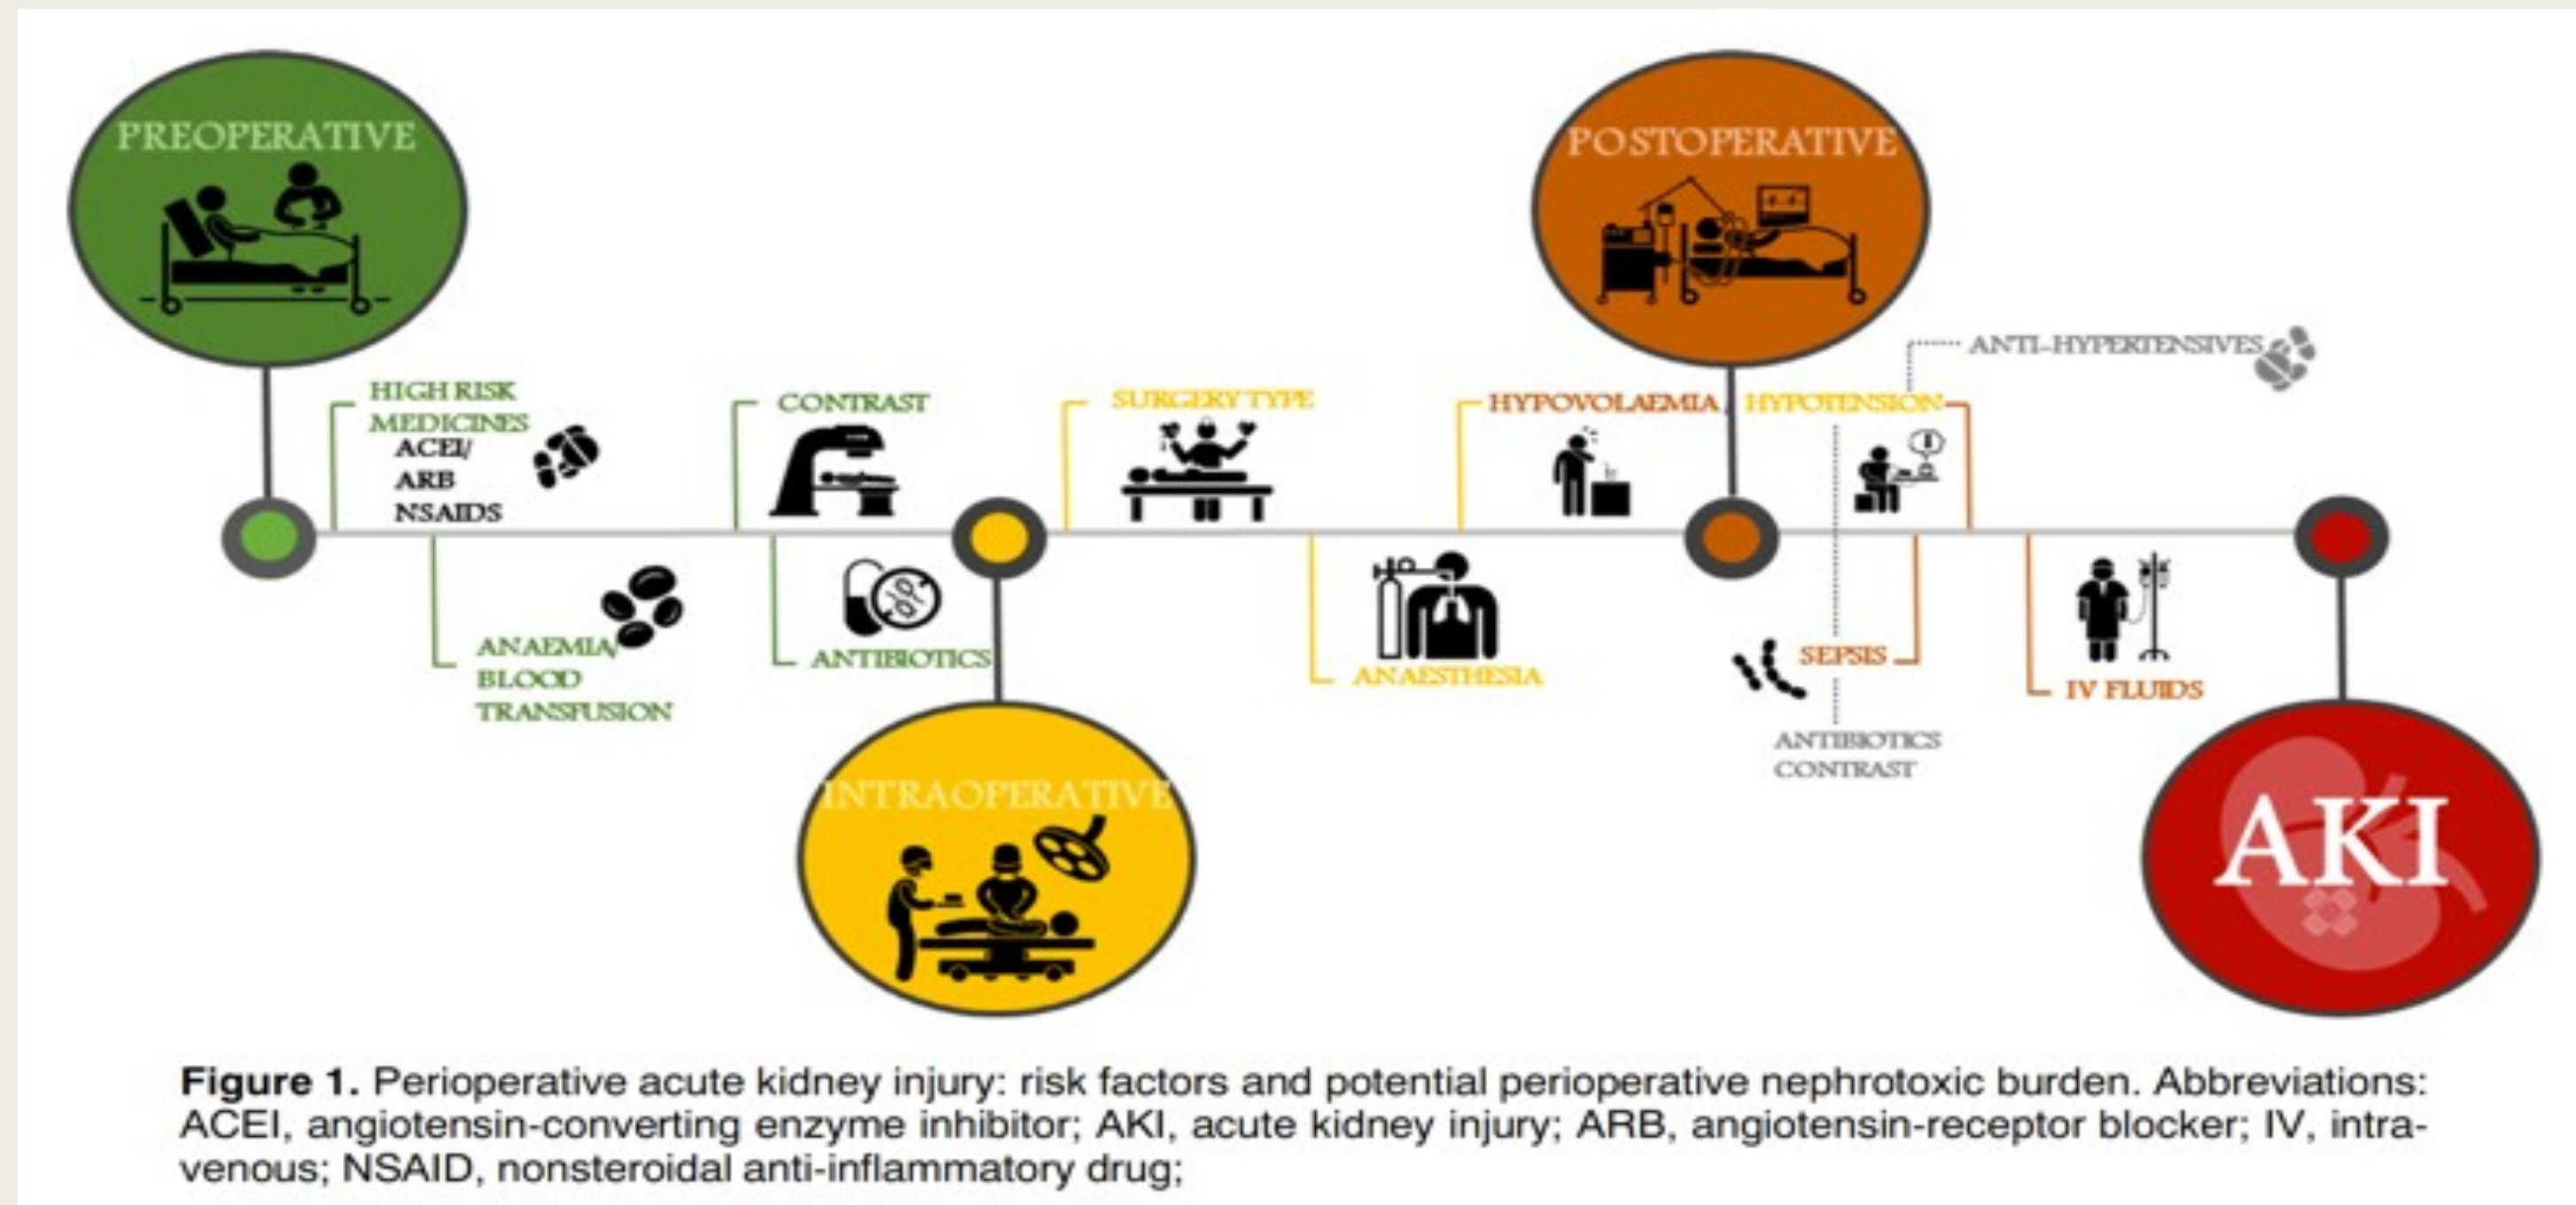 PREOPERATIVE
POSTOPERATIVE
ANTI-HYPERTENSIVES
HIGH RISK
MEDICINES
ACEI/
ARB
NSAIDS
CONTRAST
SURGERY TYPE
HYPOVOLAEMIA/ HYPOTENSION
ANAEMIA/
BLOOD
TRANSFUSION
ANTIBIOTICS
ANAESTHESIA
SEPSIS
IV FLUIDS
ANTIBIOTICS
CONTRAST
INTRAOPERATIVE
AKI
Figure 1. Perioperative acute kidney injury: risk factors and potential perioperative nephrotoxic burden. Abbreviations:
ACEI, angiotensin-converting enzyme inhibitor; AKI, acute kidney injury; ARB, angiotensin-receptor blocker; IV, intra-
venous; NSAID, nonsteroidal anti-inflammatory drug;